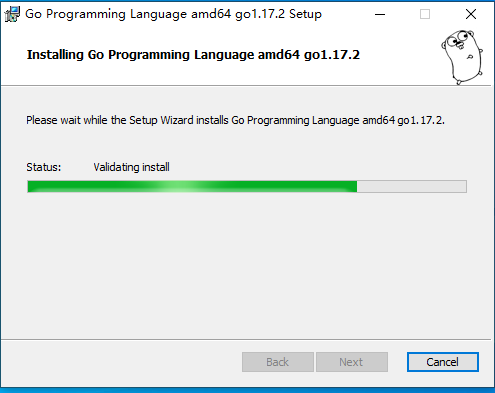 Go Programming Language amd64 go1.17.2 Setup
Installing Go Programming Language amd64 go1.17.2
Please wait while the Setup Wizard installs Go Programming Language amd64 go1.17.2.
Status: Validating install
Back Next Cancel